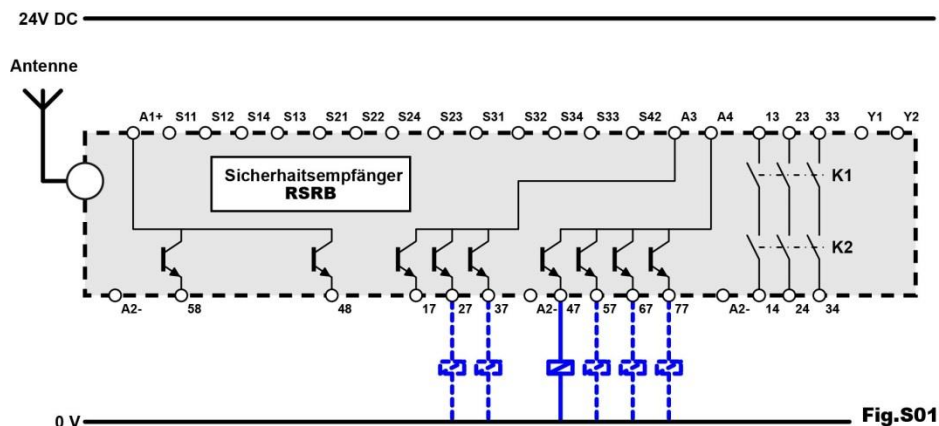 24V DC
Antenne
A1+ S11 S12 S14 S13 S21 S22 S24 S23 S31 S32 S34 S33 S42 A3 A4 13 23 33 Y1 Y2
Sicherhaitsempfänger
RSRB
K1
K2
A2- 58 48 17 27 37 A2- 47 57 67 77 A2- 14 24 34
0 V
Fig.S01